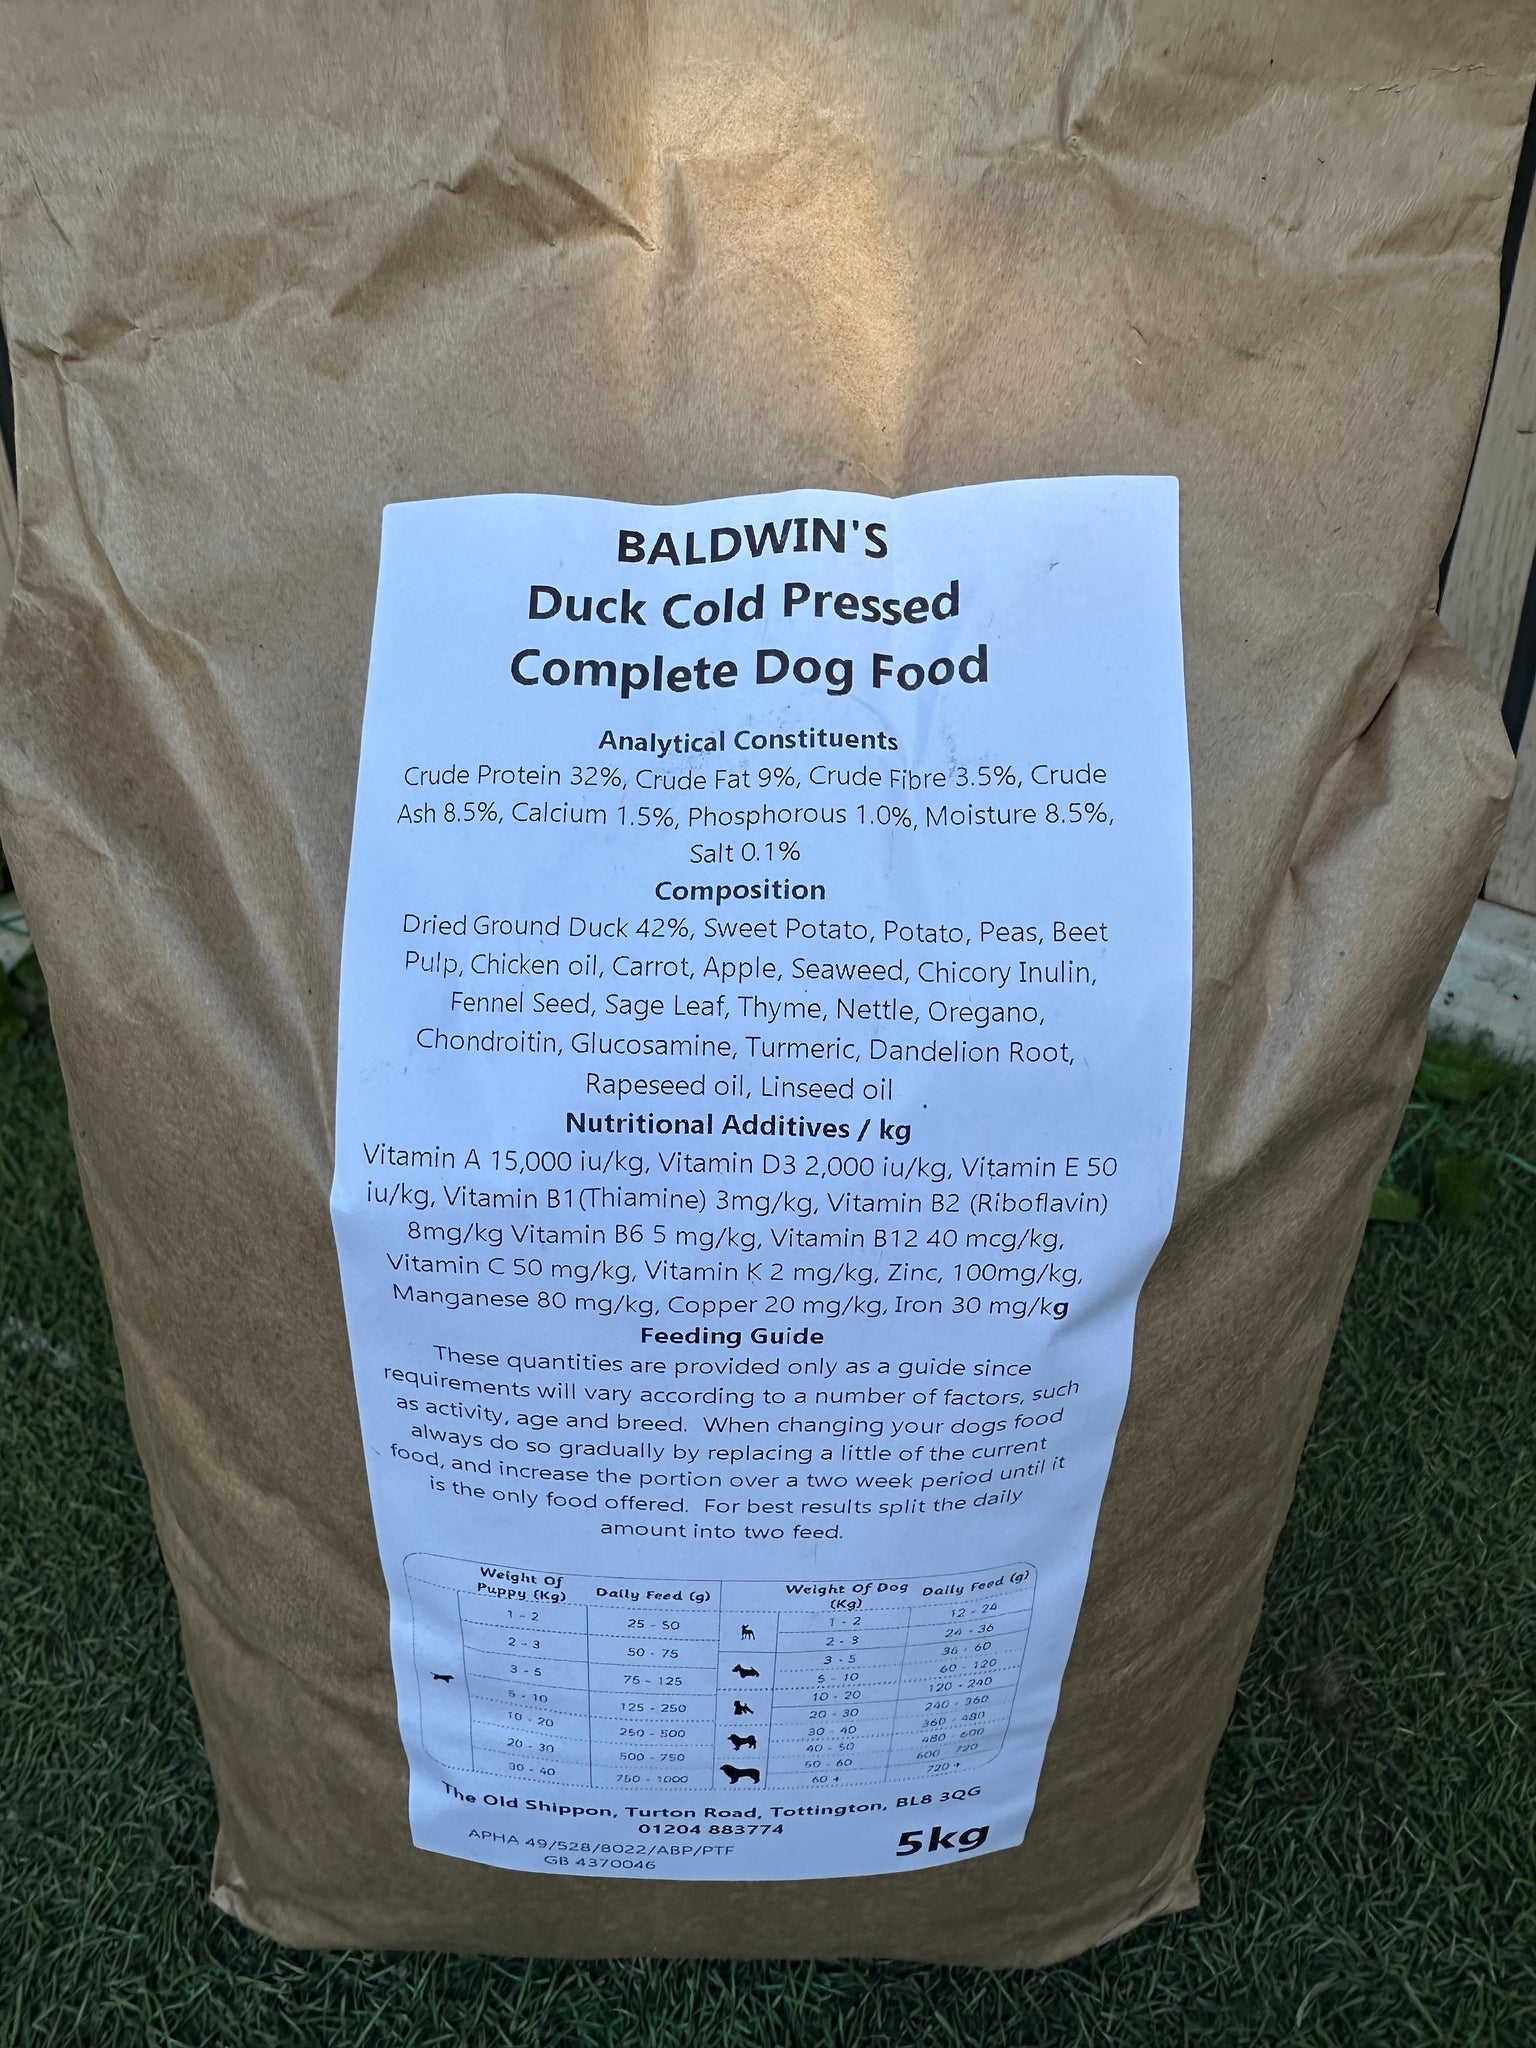 BALDWIN'S
Duck Cold Pressed
Complete Dog Food
Analytical Constituents
Crude Protein 32%, Crude Fat 9%, Crude Fibre 3.5%, Crude
Ash 8.5%, Calcium 1.5%, Phosphorous 1.0%, Moisture 8.5%,
Salt 0.1%
Composition
Dried Ground Duck 42%, Sweet Potato, Potato, Peas, Beet
Pulp, Chicken oil, Carrot, Apple, Seaweed, Chicory Inulin,
Fennel Seed, Sage Leaf, Thyme, Nettle, Oregano,
Chondroitin, Glucosamine, Turmeric, Dandelion Root,
Rapeseed oil, Linseed oil
Nutritional Additives / kg
Vitamin A 15,000 iu/kg, Vitamin D3 2,000 iu/kg, Vitamin E 50
iu/kg, Vitamin B1(Thiamine) 3mg/kg, Vitamin B2 (Riboflavin)
8mg/kg Vitamin B6 5 mg/kg, Vitamin B12 40 mcg/kg,
Vitamin C 50 mg/kg, Vitamin K 2 mg/kg, Zinc, 100mg/kg,
Manganese 80 mg/kg, Copper 20 mg/kg, Iron 30 mg/kg
Feeding Guide
These quantities are provided only as a guide since
requirements will vary according to a number of factors, such
as activity, age and breed. When changing your dogs food
always do so gradually by replacing a little of the current
food, and increase the portion over a two week period until it
is the only food offered. For best results split the daily
amount into two feed.
Weight Of
Puppy (Kg) Daily Feed (g)
1 - 2 25 - 50
2 - 3 50 - 75
3 - 5 75 - 125
5 - 10 125 - 250
10 - 20 250 - 500
20 - 30 500 - 750
30 - 40 750 - 1000
Weight Of Dog
(Kg) Daily Feed (g)
1 - 2 12 - 24
2 - 3 24 - 36
3 - 5 36 - 60
5 - 10 60 - 120
10 - 20 120 - 240
20 - 30 240 - 360
30 - 40 360 - 480
40 - 50 480 - 600
50 - 60 600 - 720
60 + 720 +
The Old Shippon, Turton Road, Tottington, BL8 3QG
01204 883774
APHA 49/528/8022/ABP/PTF
GB 4370046
5kg